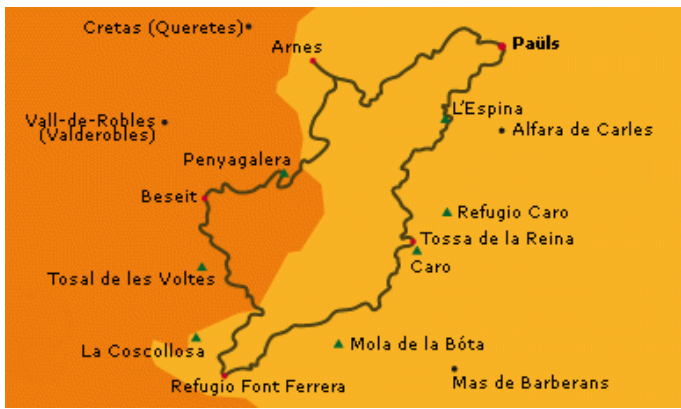 Cretas (Queretes)
Arnes
Paüls
L'Espina
Vall-de-Robles
(Valderobles)
Alfara de Carles
Penyagalera
Beseit
Refugio Caro
Tossa de la Reina
Caro
Tosal de les Voltes
La Coscollosa
Mola de la Bóta
Refugio Font Ferrera
Mas de Barberans